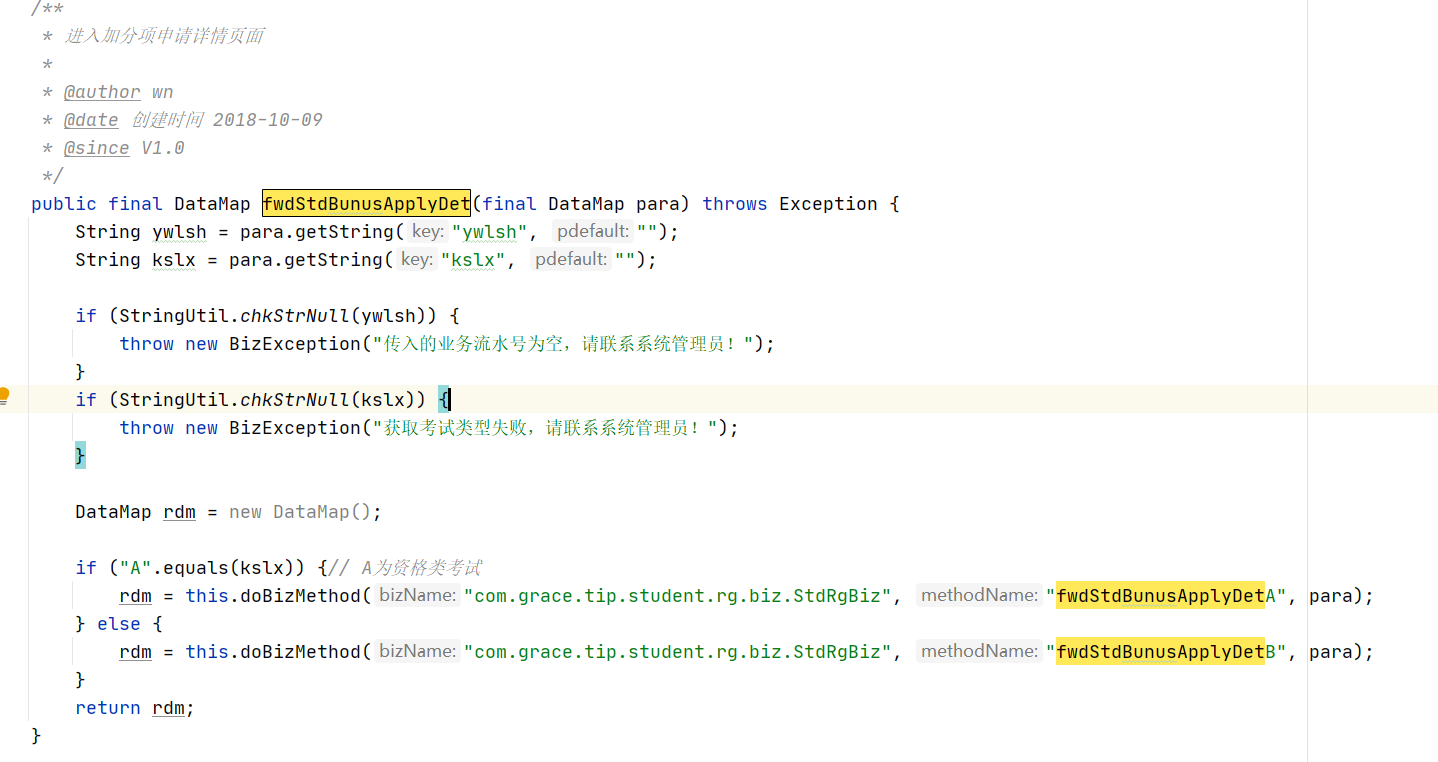 /**
 * 进入加分项申请详情页面
 *
 * @author wn
 * @date 创建时间 2018-10-09
 * @since V1.0
 */
public final DataMap fwdStdBunusApplyDet(final DataMap para) throws Exception {
    String ywlsh = para.getString( key: "ywlsh", pdefault: "");
    String kslx = para.getString( key: "kslx", pdefault: "");

    if (StringUtil.chkStrNull(ywlsh)) {
        throw new BizException("传入的业务流水号为空，请联系系统管理员！");
    }
    if (StringUtil.chkStrNull(kslx)) {
        throw new BizException("获取考试类型失败，请联系系统管理员！");
    }

    DataMap rdm = new DataMap();

    if ("A".equals(kslx)) {// A为资格类考试
        rdm = this.doBizMethod( bizName: "com.grace.tip.student.rg.biz.StdRgBiz", methodName: "fwdStdBunusApplyDetA", para);
    } else {
        rdm = this.doBizMethod( bizName: "com.grace.tip.student.rg.biz.StdRgBiz", methodName: "fwdStdBunusApplyDetB", para);
    }
    return rdm;
}